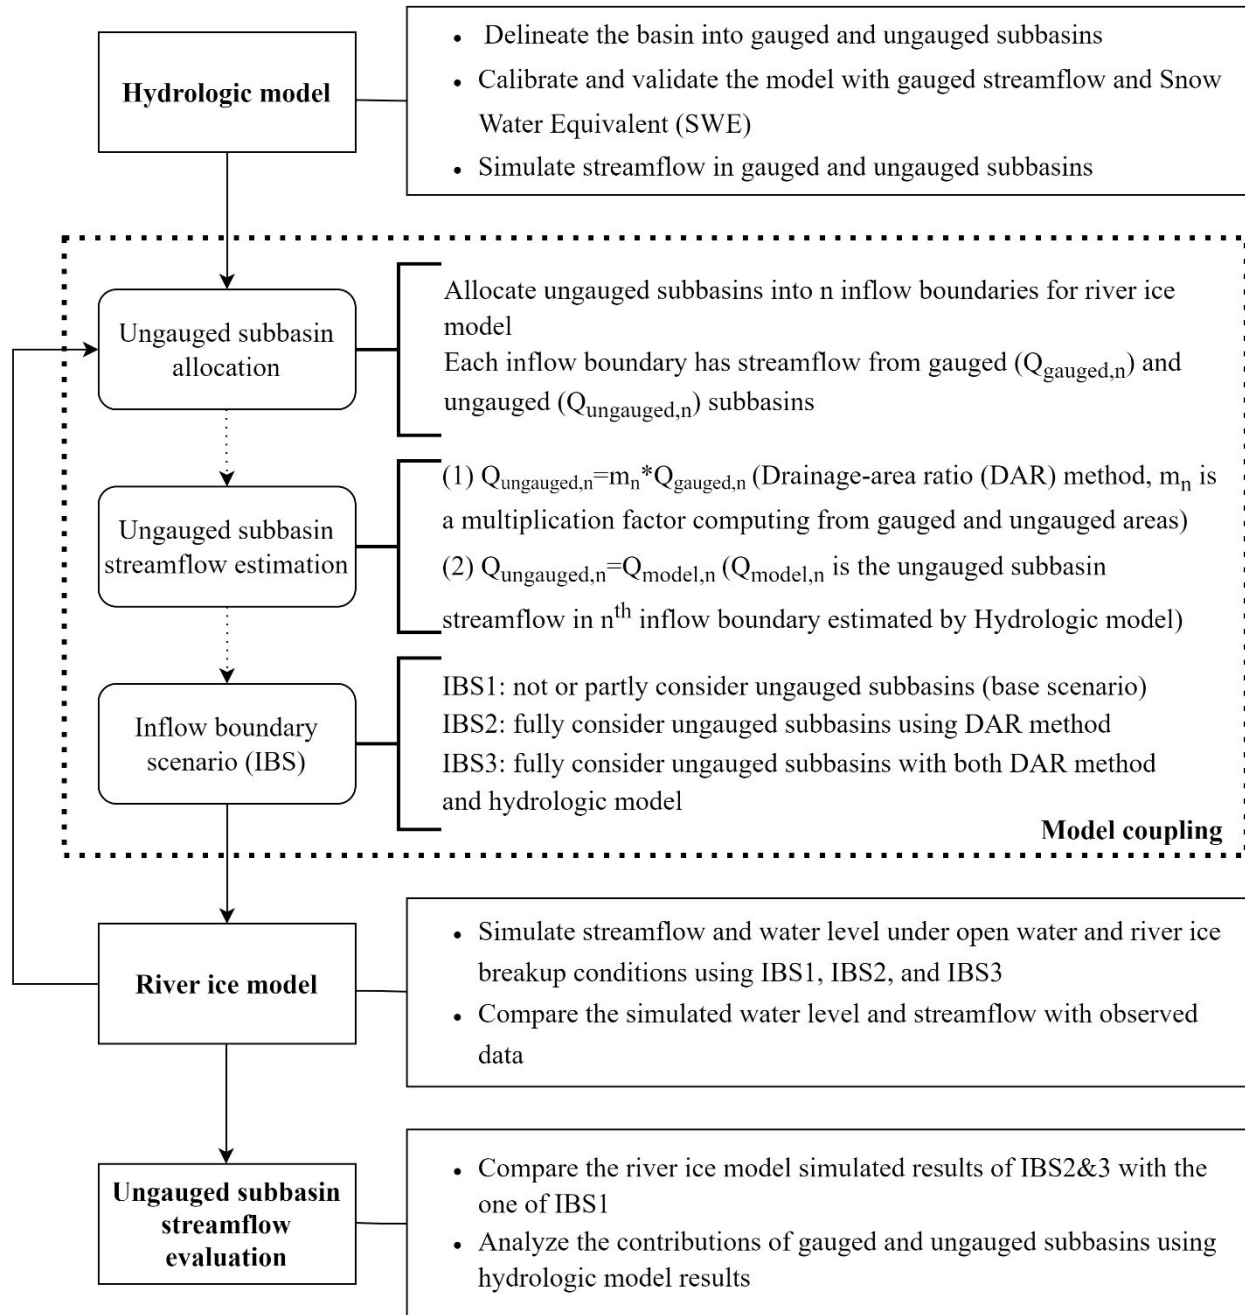 Hydrologic model
• Delineate the basin into gauged and ungauged subbasins
• Calibrate and validate the model with gauged streamflow and Snow
Water Equivalent (SWE)
• Simulate streamflow in gauged and ungauged subbasins
Ungauged subbasin
allocation
Allocate ungauged subbasins into n inflow boundaries for river ice
model
Each inflow boundary has streamflow from gauged (Qgauged,n) and
ungauged (Qungauged,n) subbasins
Ungauged subbasin
streamflow estimation
(1) Qungauged,n=mn*Qgauged,n (Drainage-area ratio (DAR) method, mn is
a multiplication factor computing from gauged and ungauged areas)
(2) Qungauged,n=Qmodel,n (Qmodel,n is the ungauged subbasin
streamflow in nth inflow boundary estimated by Hydrologic model)
Inflow boundary
scenario (IBS)
IBS1: not or partly consider ungauged subbasins (base scenario)
IBS2: fully consider ungauged subbasins using DAR method
IBS3: fully consider ungauged subbasins with both DAR method
and hydrologic model
Model coupling
River ice model
• Simulate streamflow and water level under open water and river ice
breakup conditions using IBS1, IBS2, and IBS3
• Compare the simulated water level and streamflow with observed
data
Ungauged subbasin
streamflow
evaluation
• Compare the river ice model simulated results of IBS2&3 with the
one of IBS1
• Analyze the contributions of gauged and ungauged subbasins using
hydrologic model results